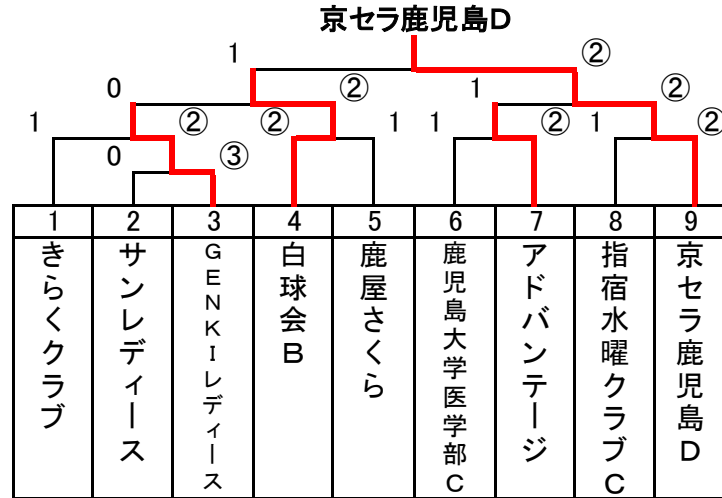 京セラ鹿児島D
1 ②
0 ② 1 ②
1 ② ② 1 1 ② 1 ②
0 ③
1 2 3 4 5 6 7 8 9
きらくクラブ
サンレディース
GENKIレディース
白球会B
鹿屋さくら
鹿児島大学医学部C
アドバンテージ
指宿水曜クラブC
京セラ鹿児島D